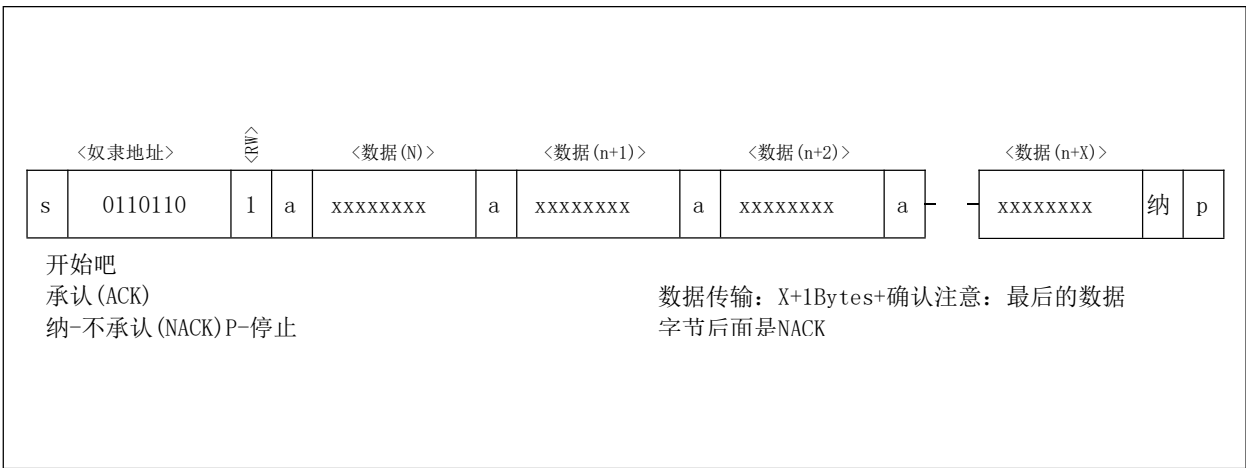 <奴隶地址> <RW> <数据(N)> <数据(n+1)> <数据(n+2)> <数据(n+X)>
s 0110110 1 a xxxxxxxx a xxxxxxxx a xxxxxxxx a xxxxxxxx 纳 p
开始吧
承认(ACK)
纳-不承认(NACK)P-停止
数据传输: X+1Bytes+确认注意: 最后的数据
字节后面是NACK